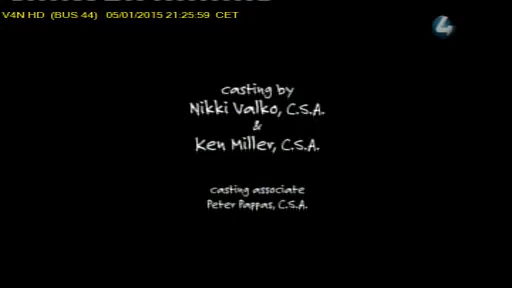 V4N HD (BUS 44) 05/01/2015 21:25:59 CET
4
casting by
Nikki Valko, C.S.A.
&
Ken Miller, C.S.A.
casting associate
Peter Pappas, C.S.A.